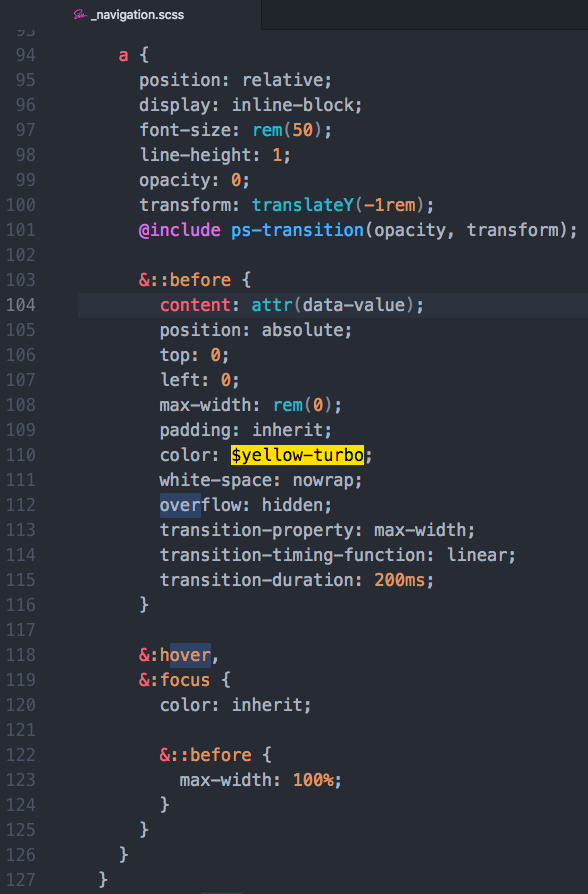 _navigation.scss
93
94 a {
95 position: relative;
96 display: inline-block;
97 font-size: rem(50);
98 line-height: 1;
99 opacity: 0;
100 transform: translateY(-1rem);
101 @include ps-transition(opacity, transform);
102
103 &::before {
104 content: attr(data-value);
105 position: absolute;
106 top: 0;
107 left: 0;
108 max-width: rem(0);
109 padding: inherit;
110 color: $yellow-turbo;
111 white-space: nowrap;
112 overflow: hidden;
113 transition-property: max-width;
114 transition-timing-function: linear;
115 transition-duration: 200ms;
116 }
117
118 &:hover,
119 &:focus {
120 color: inherit;
121
122 &::before {
123 max-width: 100%;
124 }
125 }
126 }
127 }